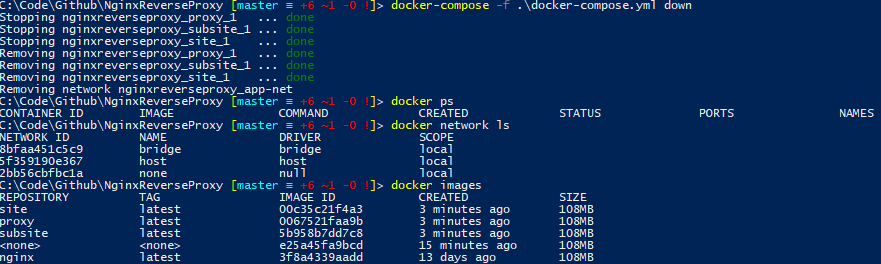 C:\Code\Github\NginxReverseProxy [master ≡ +6 ~1 -0 !]> docker-compose -f .\docker-compose.yml down
Stopping nginxreverseproxy_proxy_1   ... done
Stopping nginxreverseproxy_subsite_1 ... done
Stopping nginxreverseproxy_site_1    ... done
Removing nginxreverseproxy_proxy_1   ... done
Removing nginxreverseproxy_subsite_1 ... done
Removing nginxreverseproxy_site_1    ... done
Removing network nginxreverseproxy_app-net
C:\Code\Github\NginxReverseProxy [master ≡ +6 ~1 -0 !]> docker ps
CONTAINER ID        IMAGE               COMMAND             CREATED             STATUS              PORTS               NAMES
C:\Code\Github\NginxReverseProxy [master ≡ +6 ~1 -0 !]> docker network ls
NETWORK ID          NAME                DRIVER              SCOPE
8bfaa451c5c9        bridge              bridge              local
5f359190e367        host                host                local
2bb56cbfbc1a        none                null                local
C:\Code\Github\NginxReverseProxy [master ≡ +6 ~1 -0 !]> docker images
REPOSITORY          TAG                 IMAGE ID            CREATED             SIZE
site                latest              00c35c21f4a3        3 minutes ago       108MB
proxy               latest              0067521faa9b        3 minutes ago       108MB
subsite             latest              5b958b7dd7c8        3 minutes ago       108MB
<none>              <none>              e25a45fa9bcd        15 minutes ago      108MB
nginx               latest              3f8a4339aadd        13 days ago         108MB